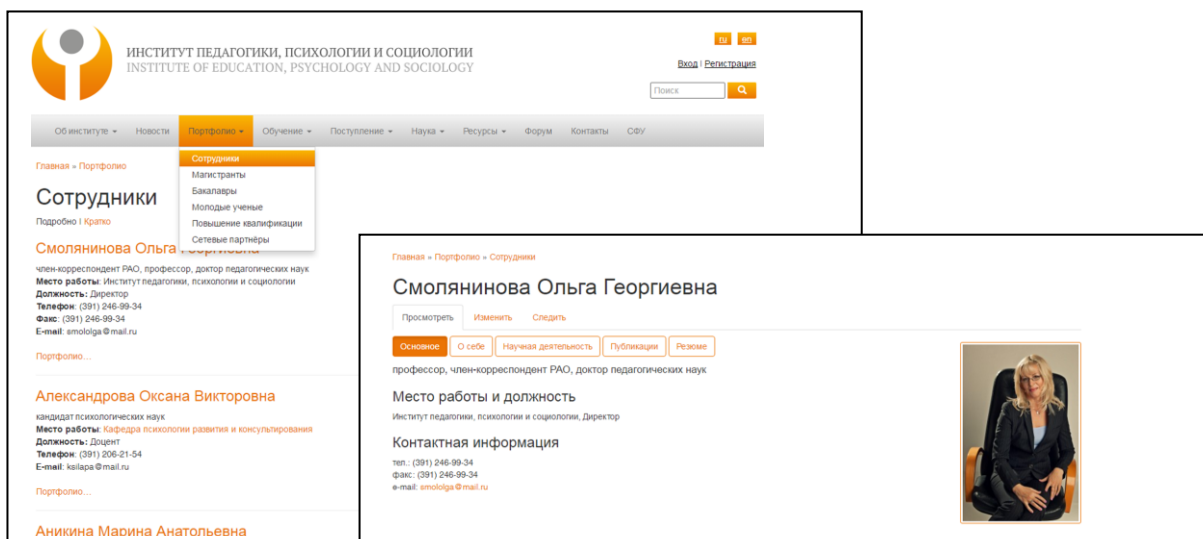 ИНСТИТУТ ПЕДАГОГИКИ, ПСИХОЛОГИИ И СОЦИОЛОГИИ
INSTITUTE OF EDUCATION, PSYCHOLOGY AND SOCIOLOGY
ru en
Вход | Регистрация
Поиск
Об институте Новости Портфолио Обучение Поступление Наука Ресурсы Форум Контакты СФУ
Сотрудники
Магистранты
Бакалавры
Молодые ученые
Повышение квалификации
Сетевые партнёры
Главная » Портфолио
Сотрудники
Подробно | Кратко
Смолянинова Ольга Георгиевна
член-корреспондент РАО, профессор, доктор педагогических наук
Место работы: Институт педагогики, психологии и социологии
Должность: Директор
Телефон: (391) 246-99-34
Факс: (391) 246-99-34
E-mail: smololga@mail.ru
Портфолио...
Александрова Оксана Викторовна
кандидат психологических наук
Место работы: Кафедра психологии развития и консультирования
Должность: Доцент
Телефон: (391) 206-21-54
E-mail: ksilapa@mail.ru
Портфолио...
Аникина Марина Анатольевна
Главная » Портфолио » Сотрудники
Смолянинова Ольга Георгиевна
Просмотреть Изменить Следить
Основное О себе Научная деятельность Публикации Резюме
профессор, член-корреспондент РАО, доктор педагогических наук
Место работы и должность
Институт педагогики, психологии и социологии, Директор
Контактная информация
тел.: (391) 246-99-34
факс: (391) 246-99-34
e-mail: smololga@mail.ru